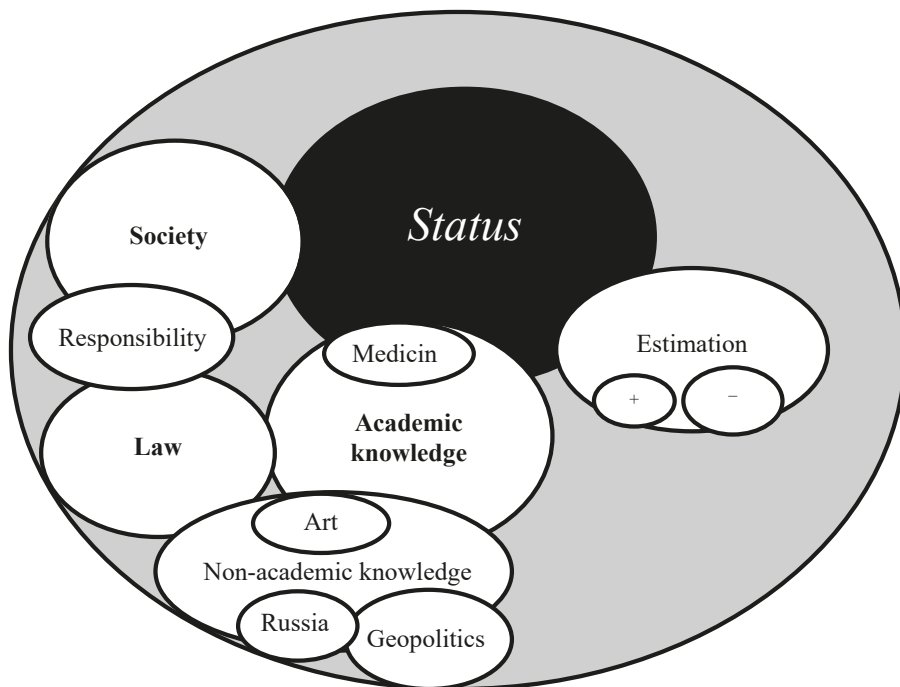 Status
Society
Responsibility
Medicin
Estimation
+
−
Academic
knowledge
Law
Art
Non-academic knowledge
Russia
Geopolitics